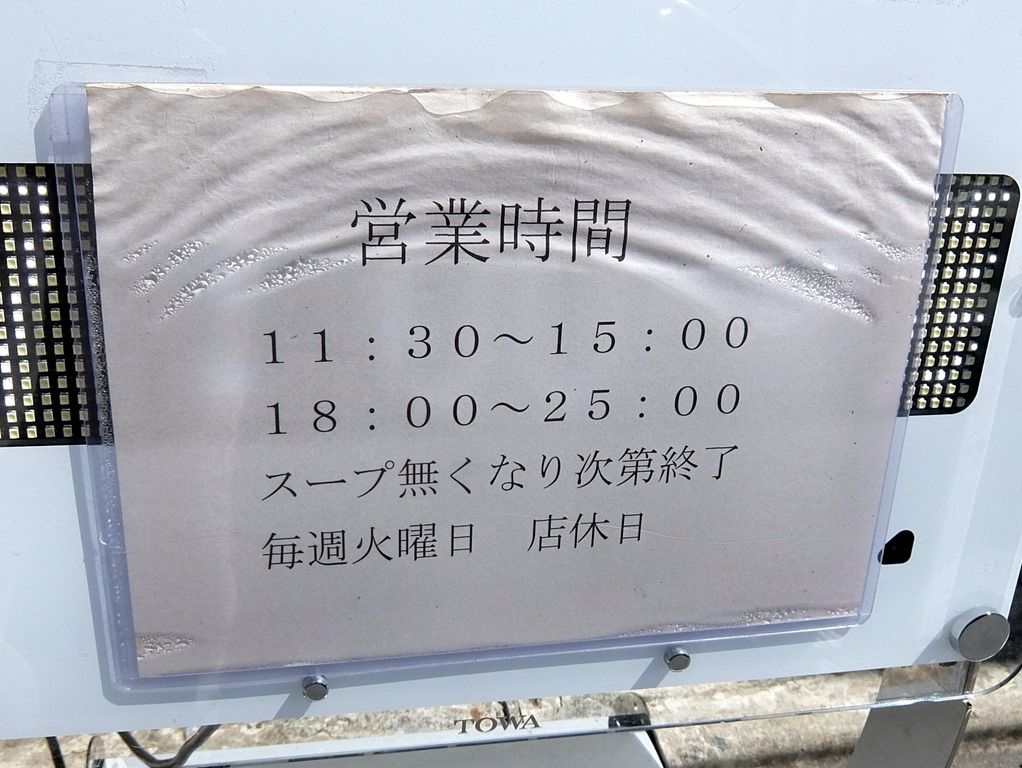 営業時間
11：30～15：00
18：00～25：00
スープ無くなり次第終了
毎週火曜日　店休日
TOWA